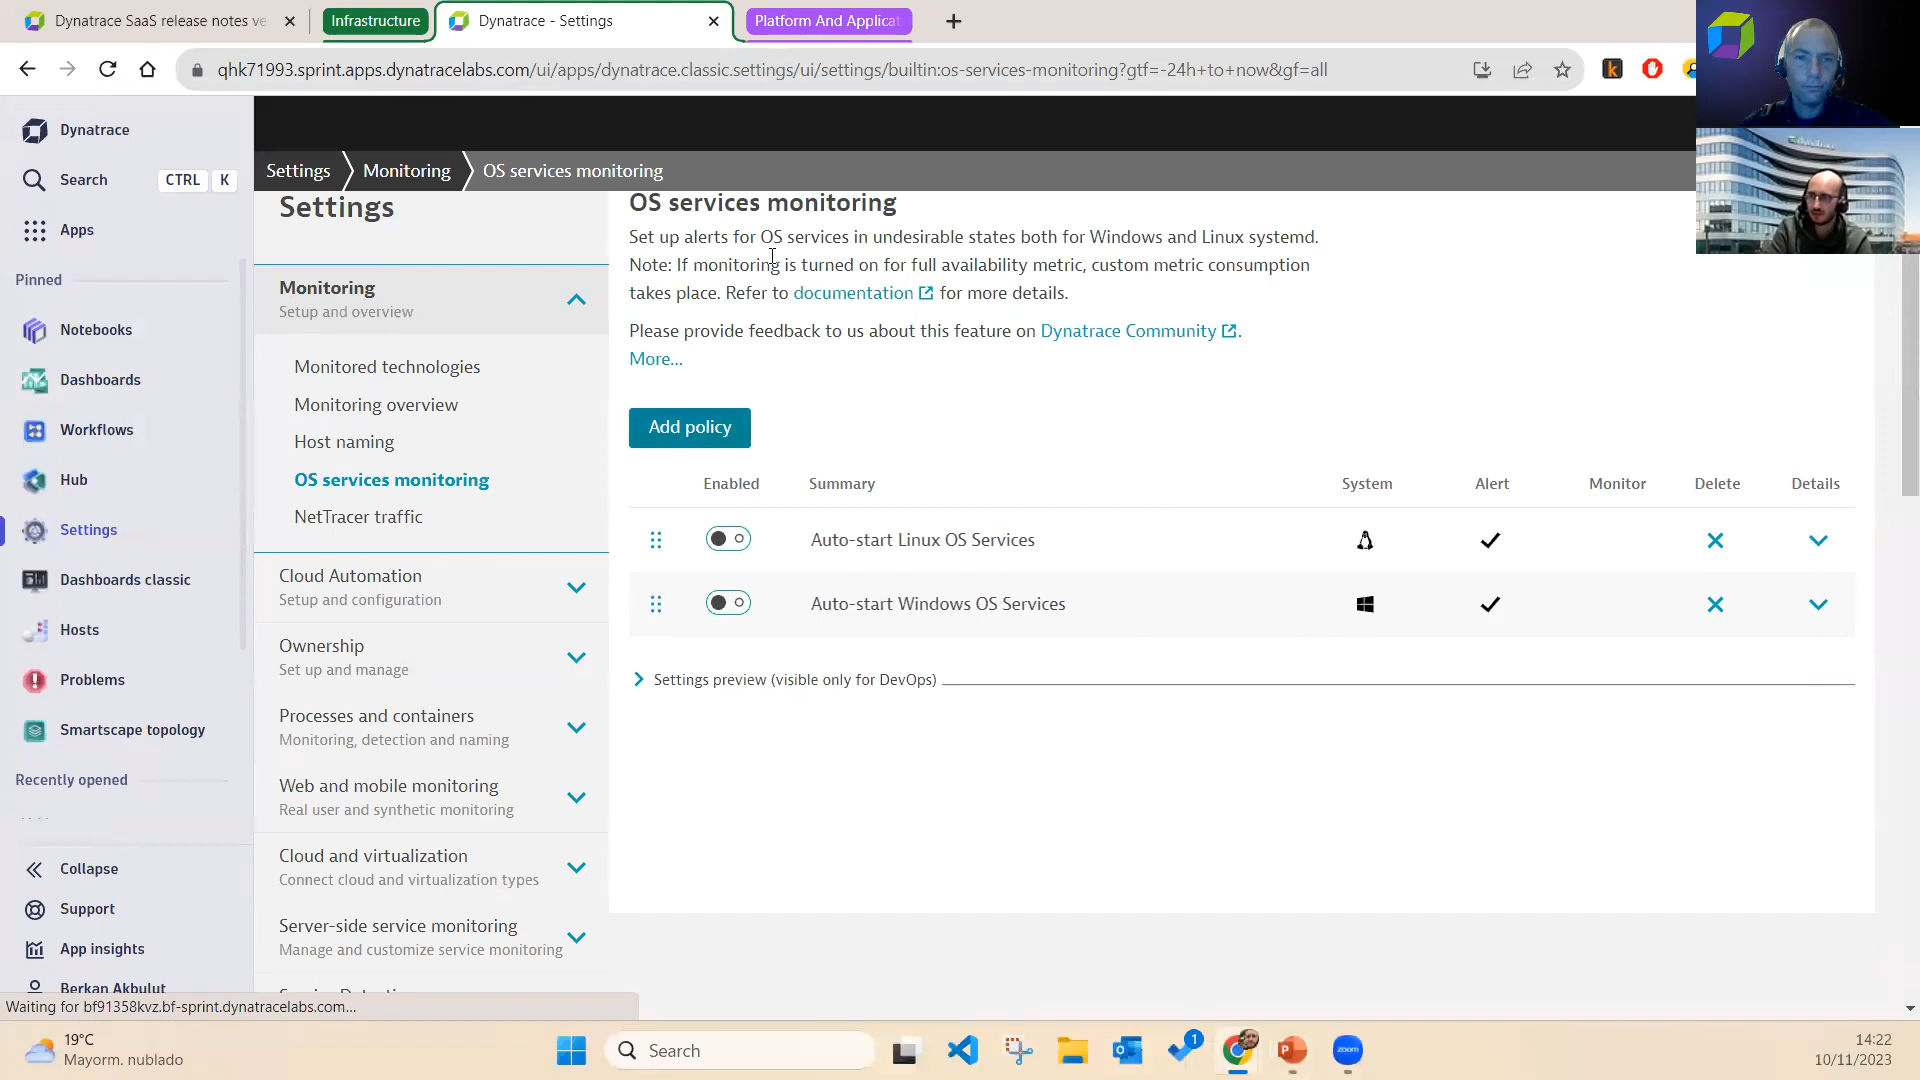 Dynatrace SaaS release notes ve
Infrastructure
Dynatrace - Settings
Platform And Applicat
qhk71993.sprint.apps.dynatracelabs.com/ui/apps/dynatrace.classic.settings/ui/settings/builtin:os-services-monitoring?gtf=-24h+to+now&gf=all
Dynatrace
Search
CTRL
K
Apps
Pinned
Notebooks
Dashboards
Workflows
Hub
Settings
Dashboards classic
Hosts
Problems
Smartscape topology
Recently opened
Collapse
Support
App insights
Berkan Akbulut
Settings
Monitoring
OS services monitoring
Settings
Monitoring
Setup and overview
Monitored technologies
Monitoring overview
Host naming
OS services monitoring
NetTracer traffic
Cloud Automation
Setup and configuration
Ownership
Set up and manage
Processes and containers
Monitoring, detection and naming
Web and mobile monitoring
Real user and synthetic monitoring
Cloud and virtualization
Connect cloud and virtualization types
Server-side service monitoring
Manage and customize service monitoring
OS services monitoring
Set up alerts for OS services in undesirable states both for Windows and Linux systemd.
Note: If monitoring is turned on for full availability metric, custom metric consumption
takes place. Refer to documentation for more details.
Please provide feedback to us about this feature on Dynatrace Community.
More...
Add policy
Enabled Summary System Alert Monitor Delete Details
Auto-start Linux OS Services
Auto-start Windows OS Services
Settings preview (visible only for DevOps)
Waiting for bf91358kvz.bf-sprint.dynatracelabs.com...
19°C
Mayorm. nublado
Search
1
zoom
14:22
10/11/2023